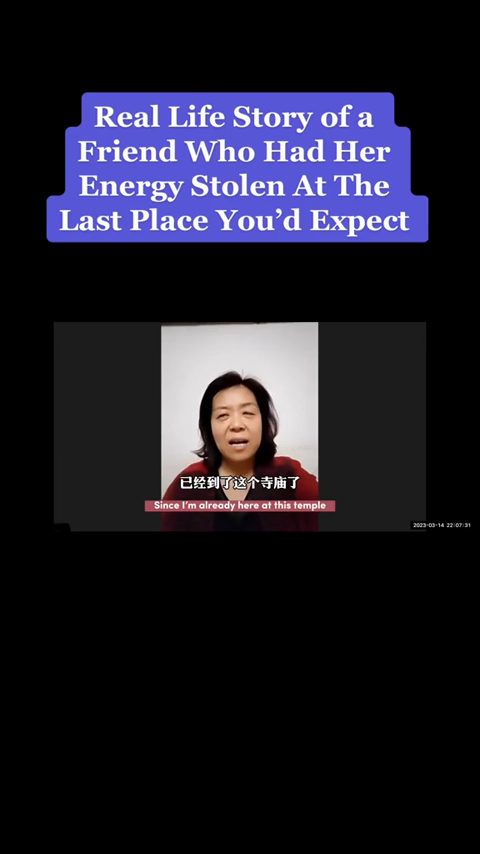 Real Life Story of a
Friend Who Had Her
Energy Stolen At The
Last Place You’d Expect
已经到了这个寺庙了
Since I'm already here at this temple
2023-03-14 22:07:31